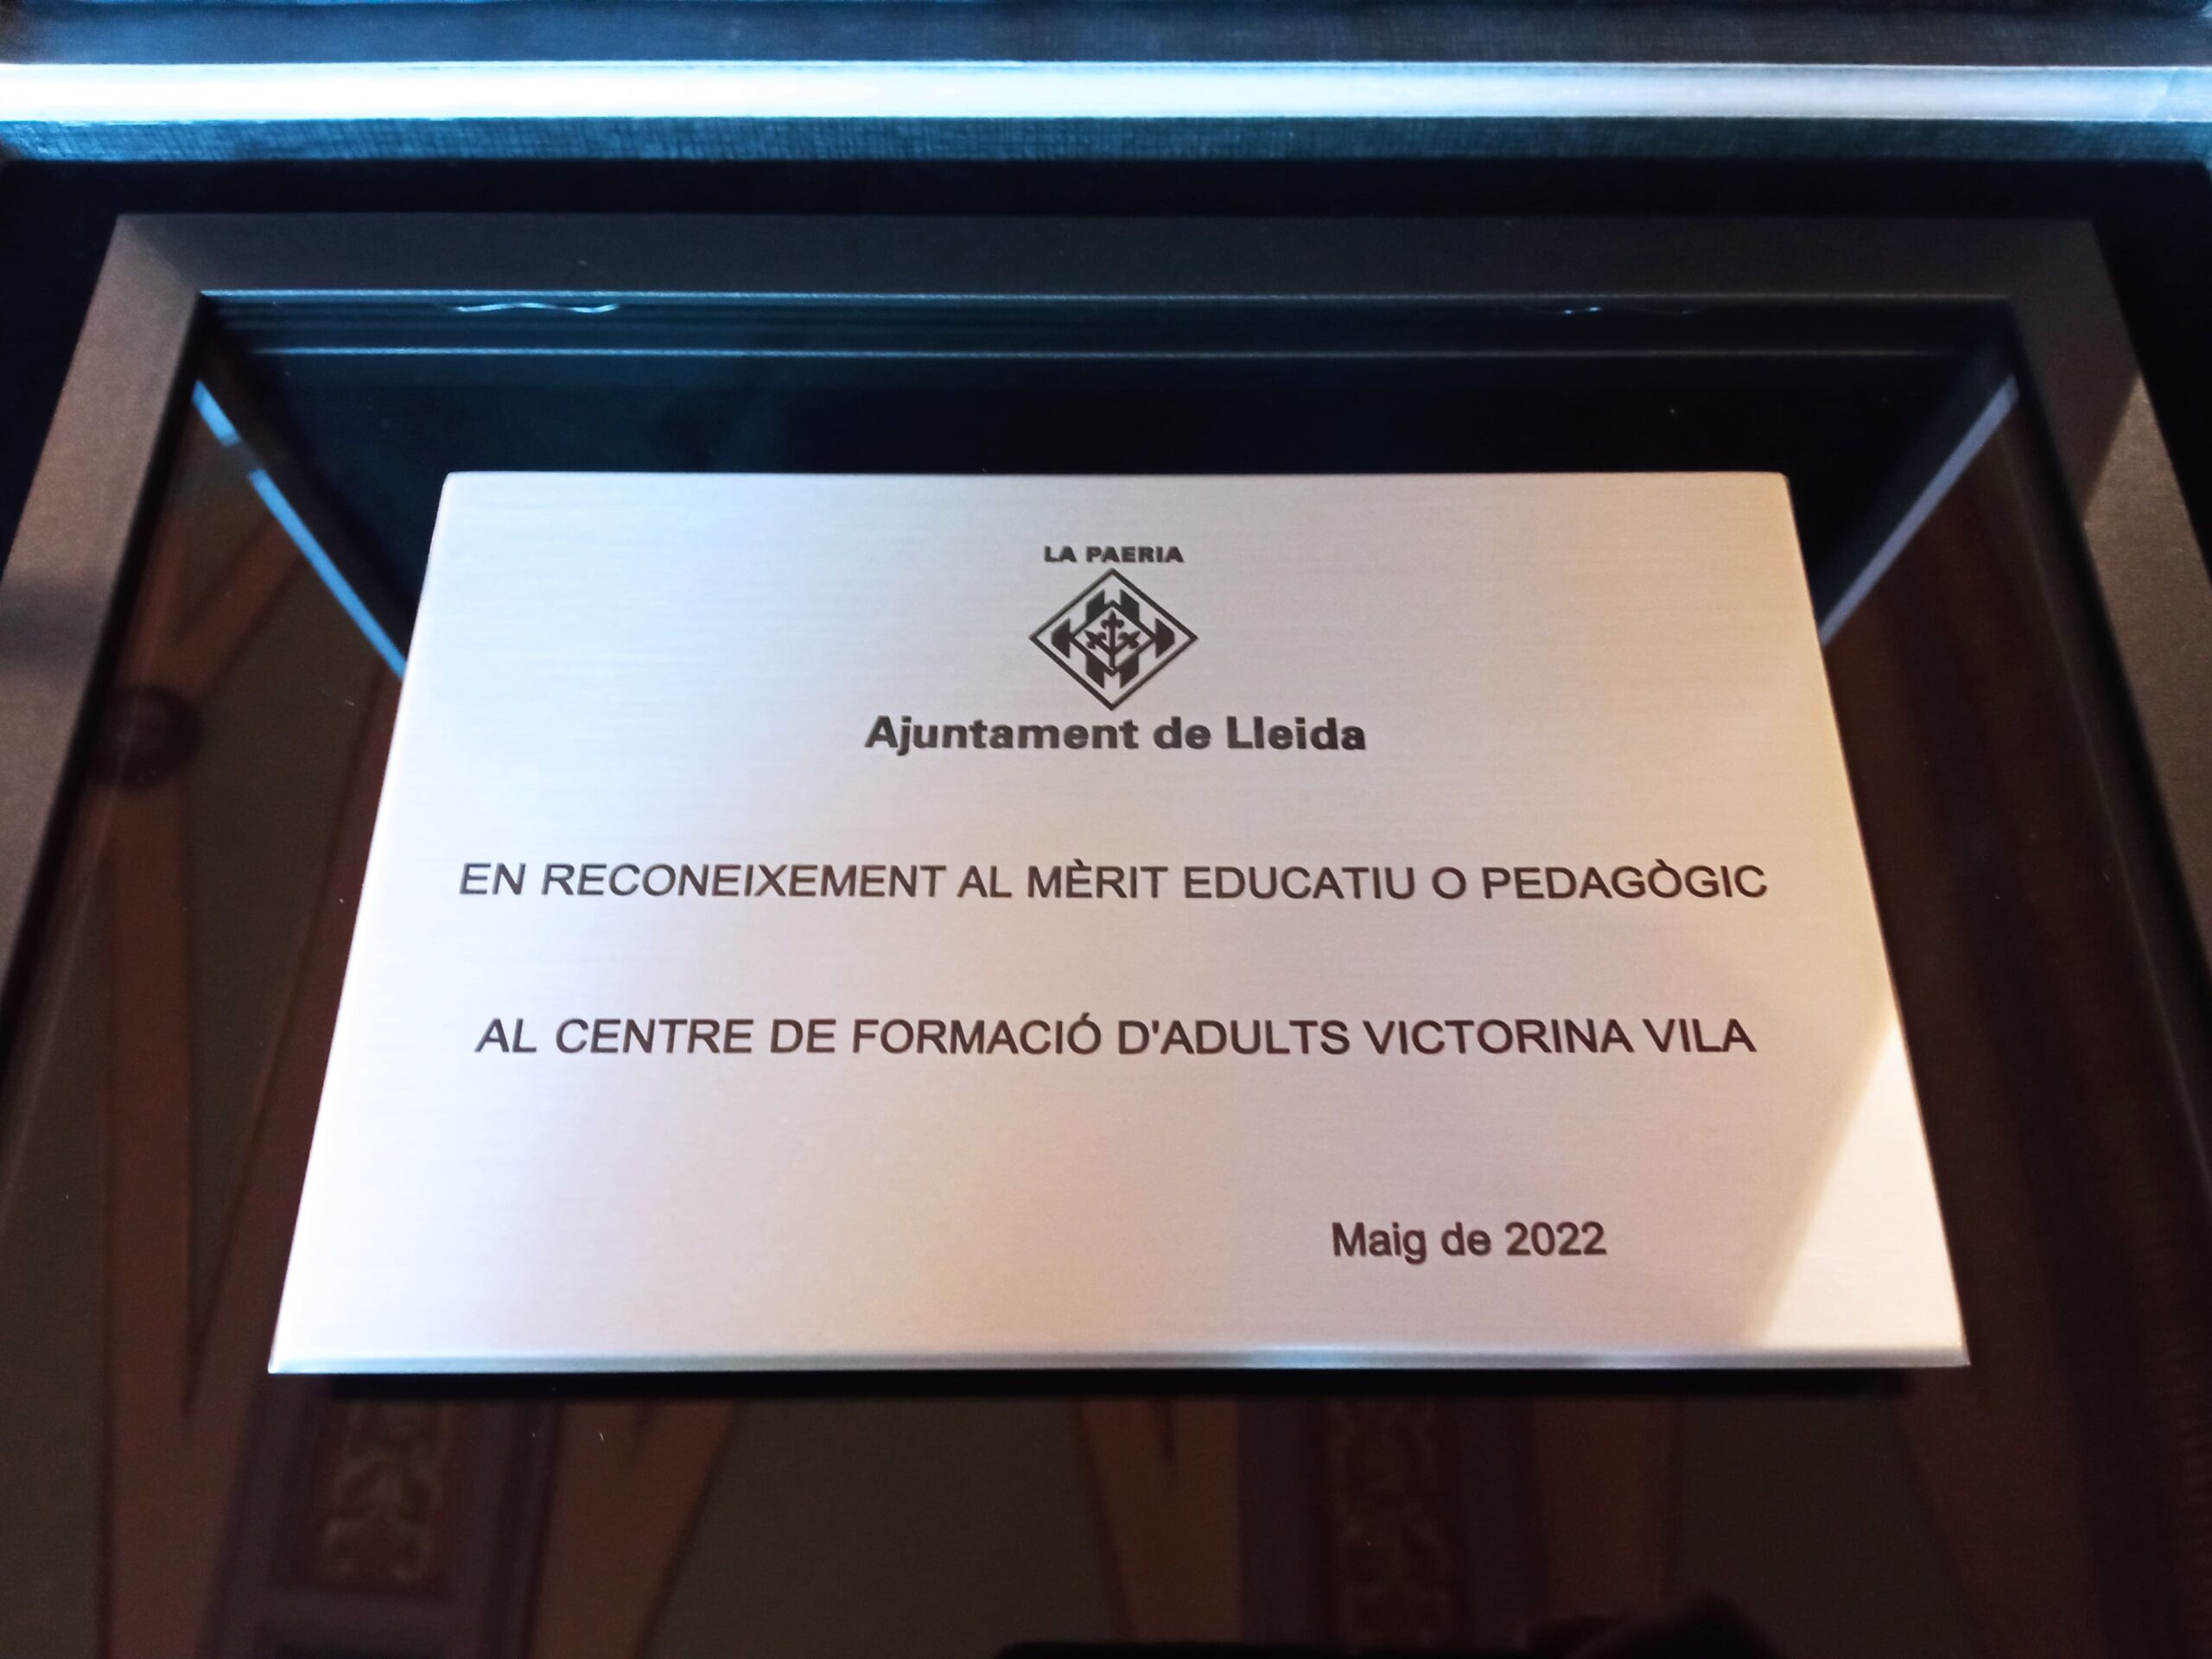 LA PAERIA
Ajuntament de Lleida
EN RECONEIXEMENT AL MÈRIT EDUCATIU O PEDAGÒGIC
AL CENTRE DE FORMACIÓ D'ADULTS VICTORINA VILA
Maig de 2022